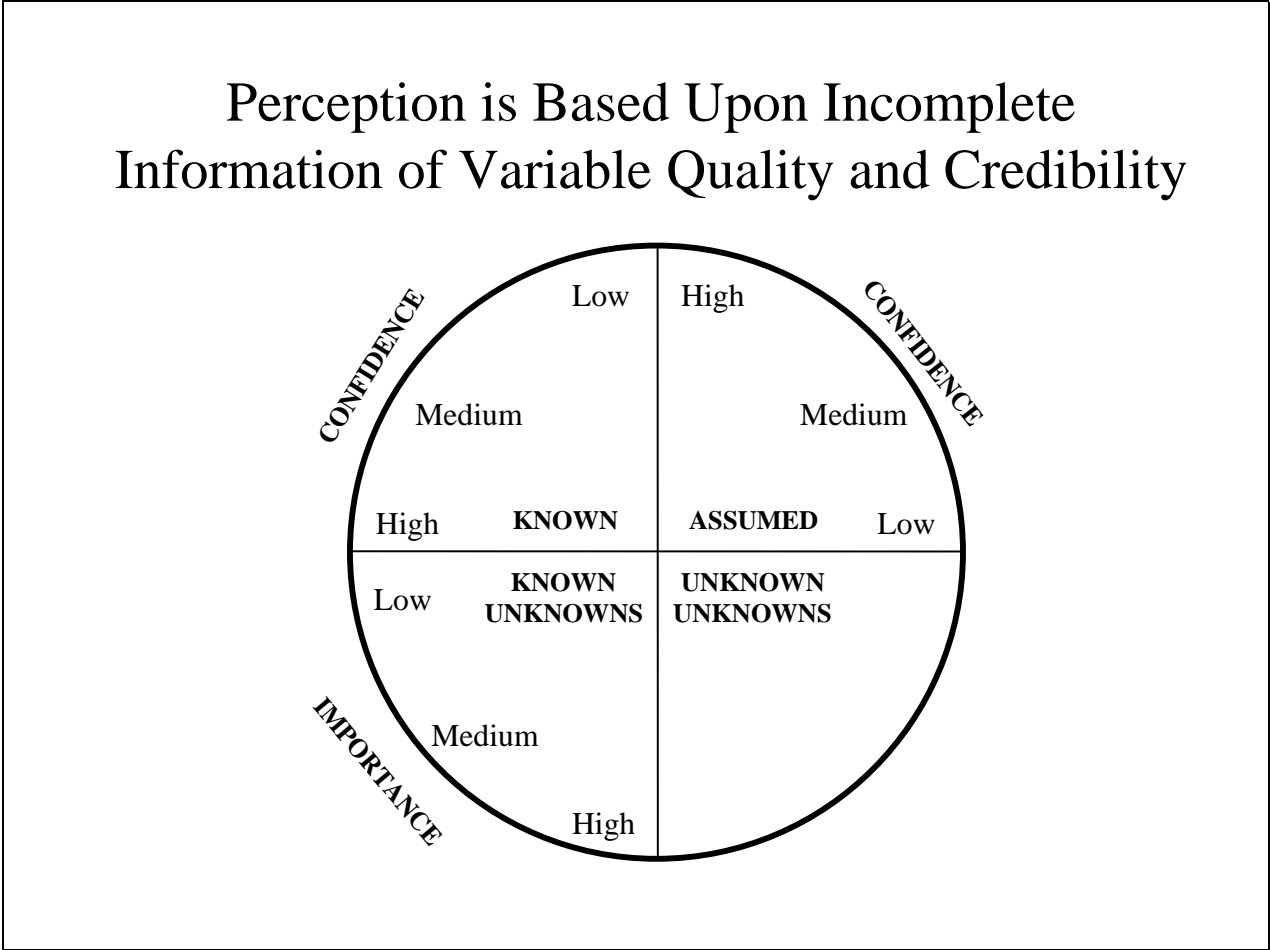 Perception is Based Upon Incomplete
Information of Variable Quality and Credibility
Low
High
CONFIDENCE
CONFIDENCE
Medium
Medium
High
KNOWN
ASSUMED
Low
Low
KNOWN
UNKNOWNS
UNKNOWN
UNKNOWNS
IMPORTANCE
Medium
High